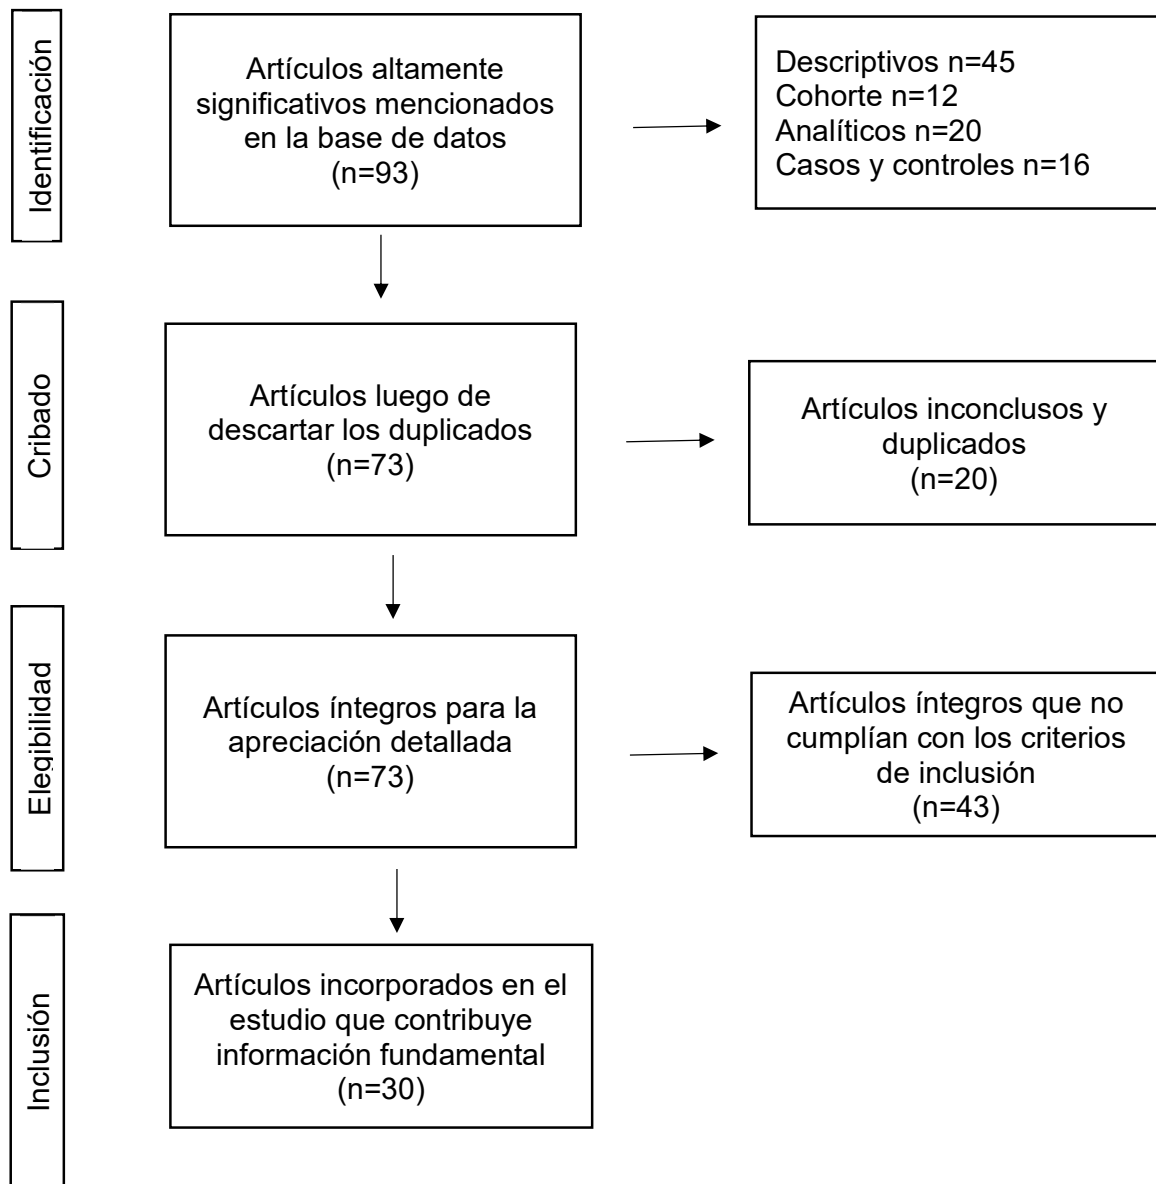 Identificación
Artículos altamente
significativos mencionados
en la base de datos
(n=93)
Descriptivos n=45
Cohorte n=12
Analíticos n=20
Casos y controles n=16
Cribado
Artículos luego de
descartar los duplicados
(n=73)
Artículos inconclusos y
duplicados
(n=20)
Elegibilidad
Artículos íntegros para la
apreciación detallada
(n=73)
Artículos íntegros que no
cumplían con los criterios
de inclusión
(n=43)
Inclusión
Artículos incorporados en el
estudio que contribuye
información fundamental
(n=30)